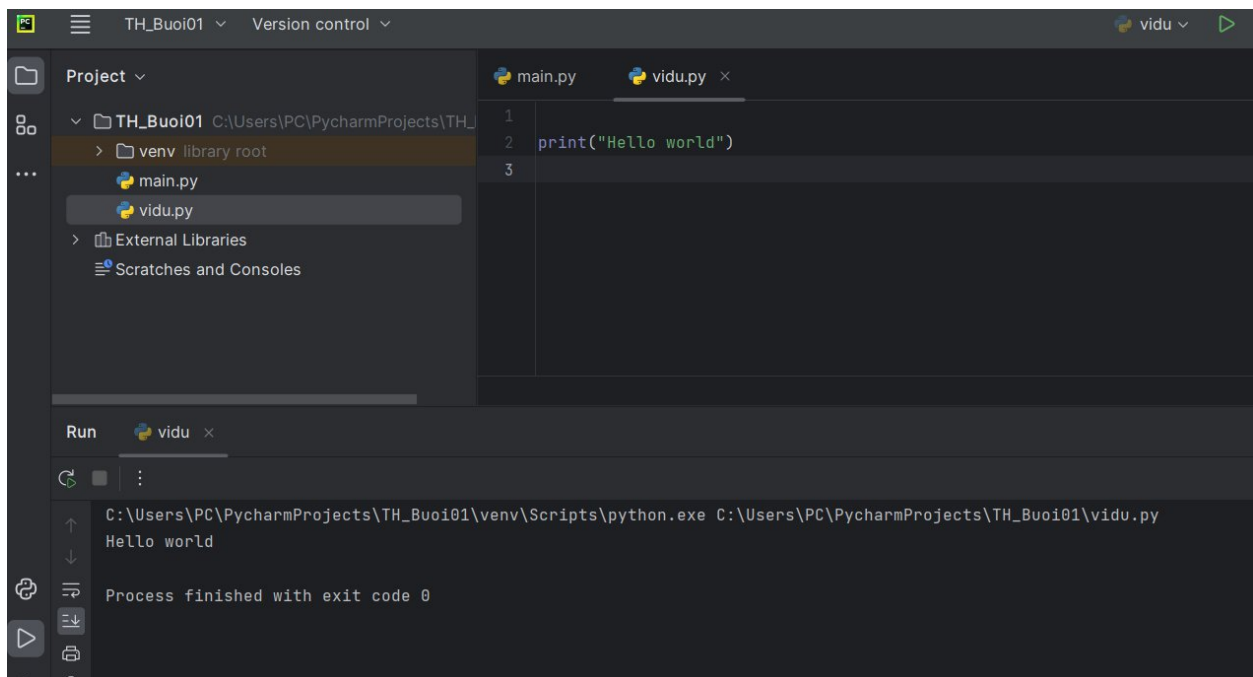 PC TH_Buoi01 Version control vidu
Project
main.py vidu.py
TH_Buoi01 C:\Users\PC\PycharmProjects\TH_
venv library root
main.py
vidu.py
External Libraries
Scratches and Consoles
1
2 print("Hello world")
3
Run vidu
C:\Users\PC\PycharmProjects\TH_Buoi01\venv\Scripts\python.exe C:\Users\PC\PycharmProjects\TH_Buoi01\vidu.py
Hello world
Process finished with exit code 0